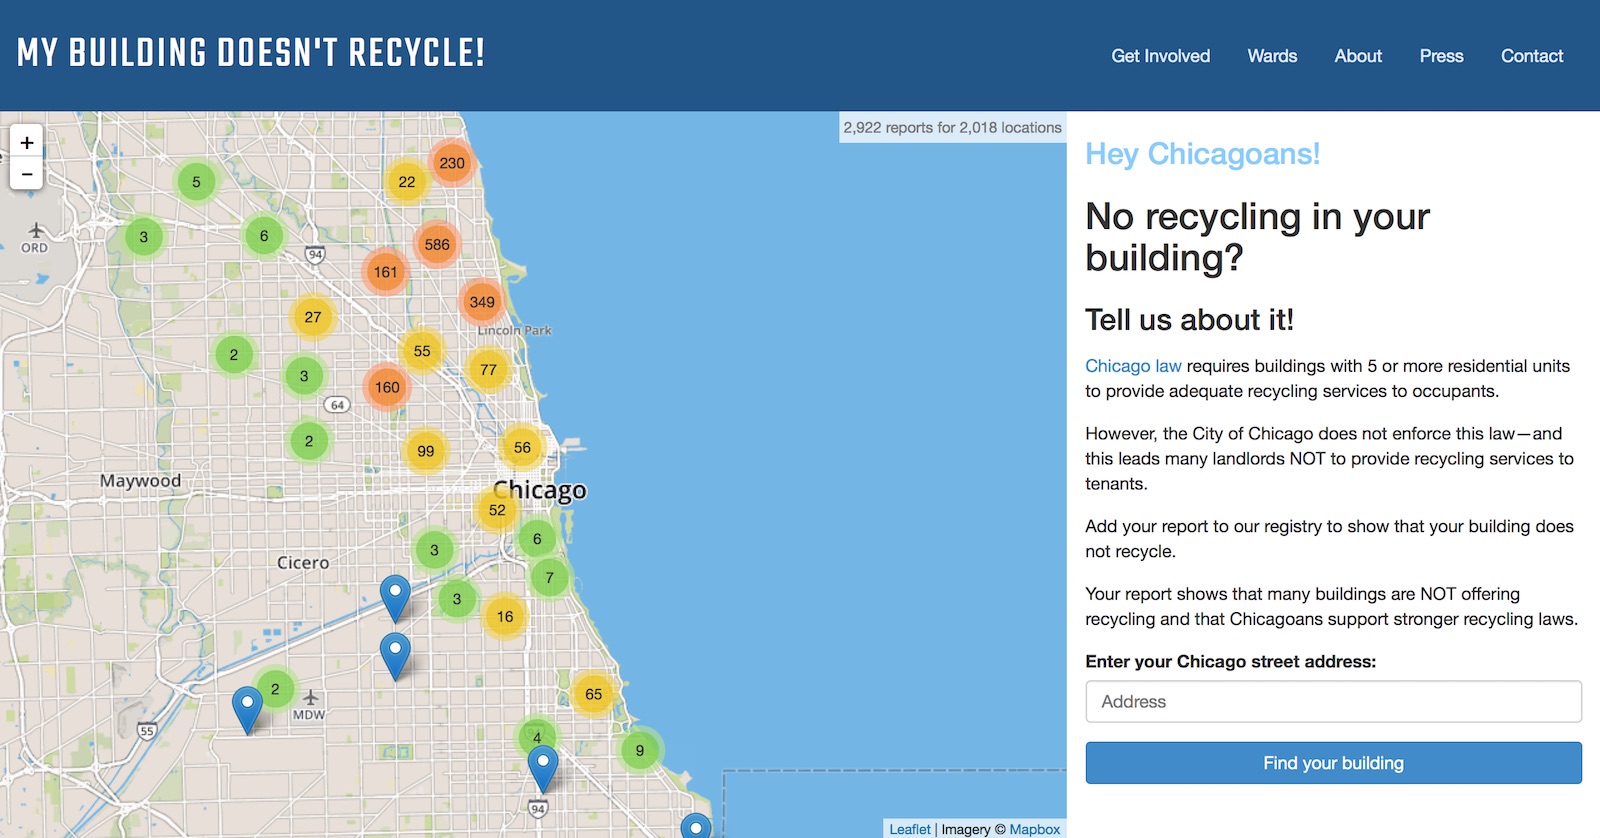 MY BUILDING DOESN'T RECYCLE!
Get Involved
Wards
About
Press
Contact
+
−
2,922 reports for 2,018 locations
230
5
22
3
6
586
ORD
94
161
349
27
Lincoln Park
55
2
77
3
160
64
2
99
56
Maywood
Chicago
52
6
3
Cicero
7
3
16
2
65
MDW
55
4
9
94
Leaflet | Imagery © Mapbox
Hey Chicagoans!
No recycling in your
building?
Tell us about it!
Chicago law requires buildings with 5 or more residential units
to provide adequate recycling services to occupants.
However, the City of Chicago does not enforce this law—and
this leads many landlords NOT to provide recycling services to
tenants.
Add your report to our registry to show that your building does
not recycle.
Your report shows that many buildings are NOT offering
recycling and that Chicagoans support stronger recycling laws.
Enter your Chicago street address:
Address
Find your building